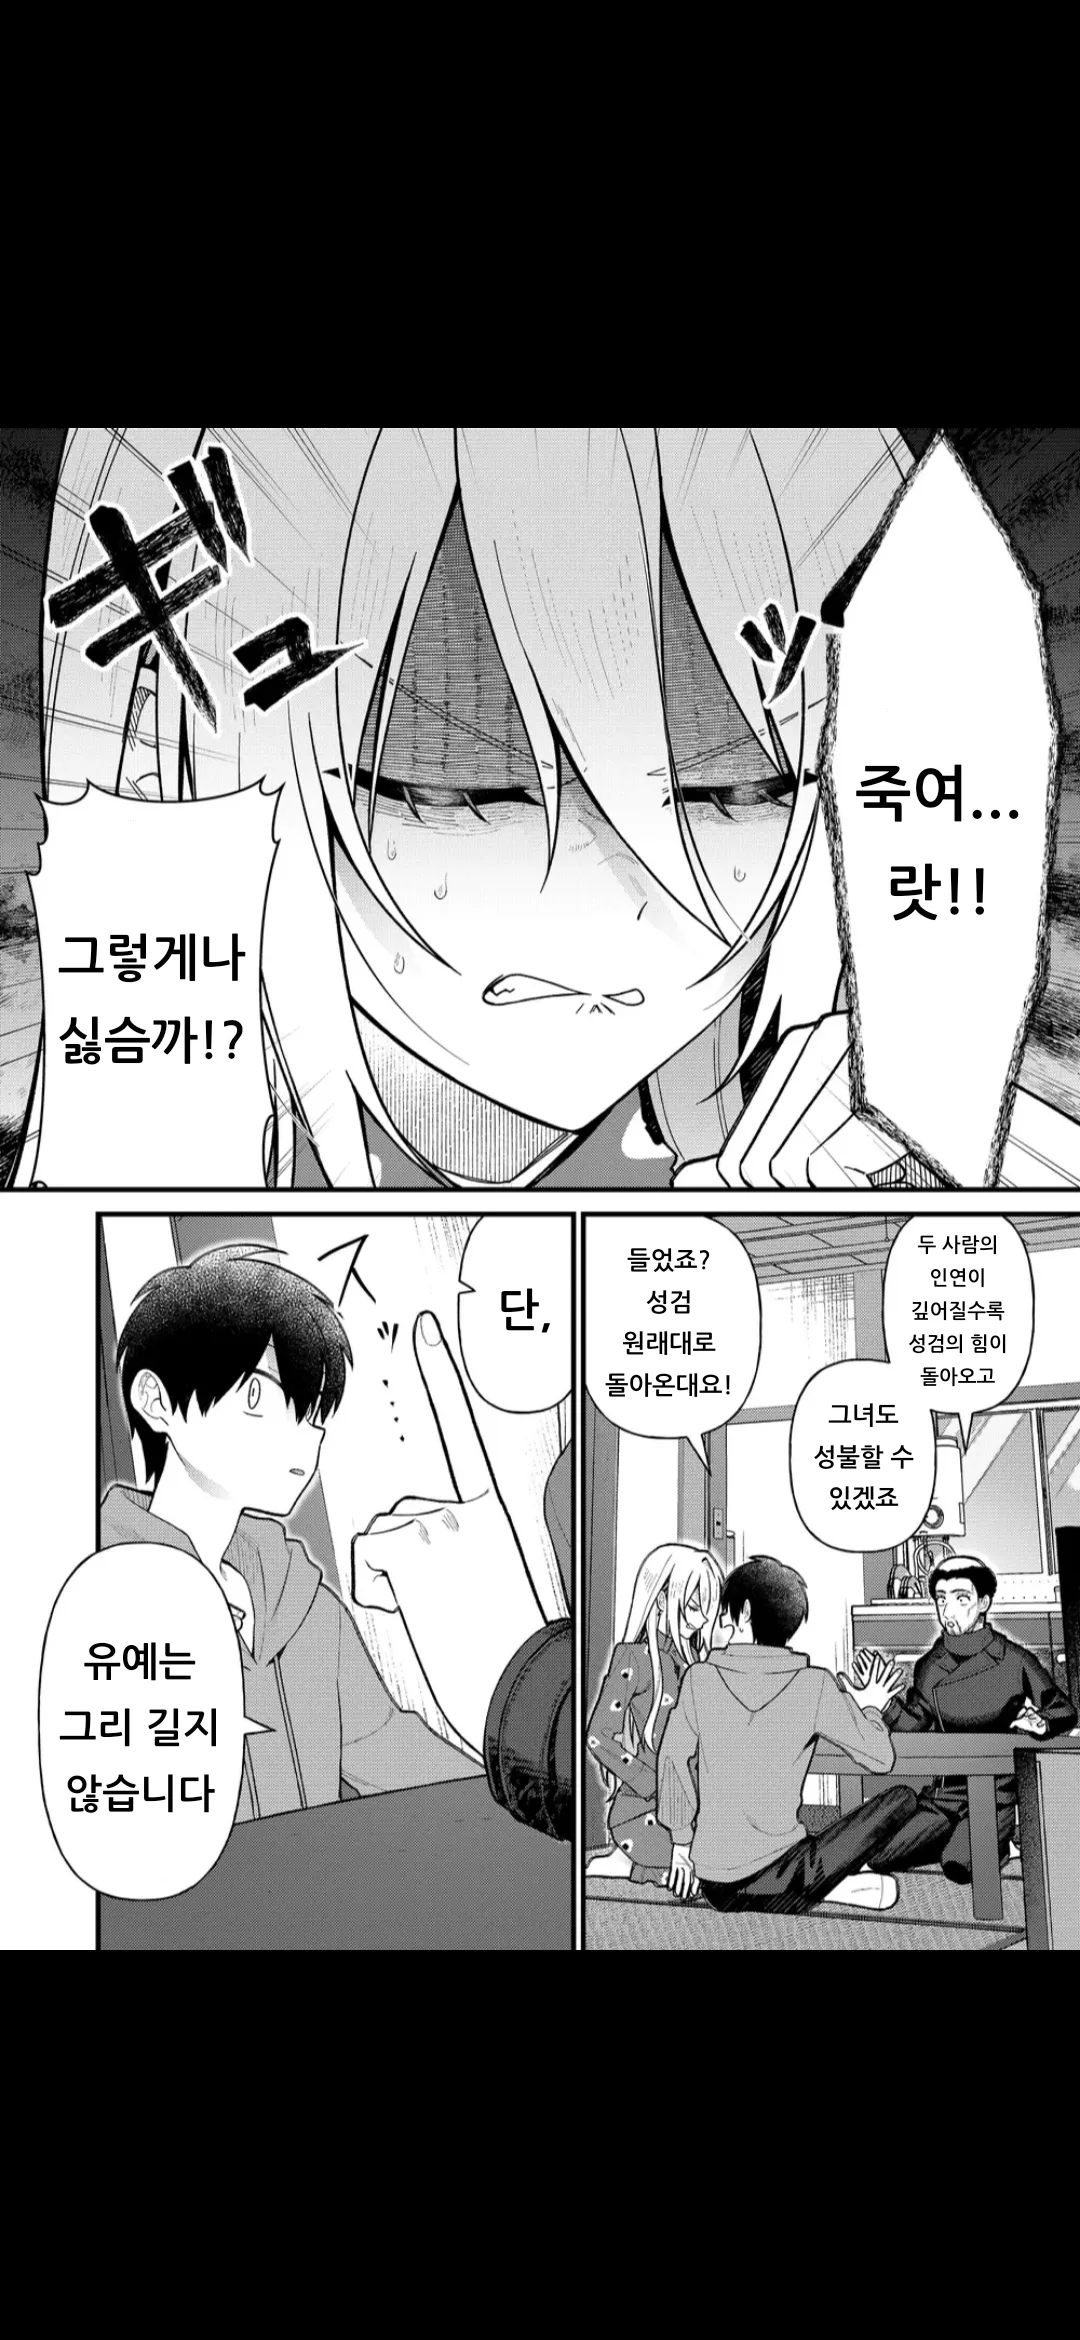 죽여...
랏!!
ギュッ
그렇게나
싫슴까!?
두 사람의
인연이
깊어질수록
성검의 힘이
돌아오고
그녀도
성불할 수
있겠죠
들었죠?
성검
원래대로
돌아온대요!
단,
유예는
그리 길지
않습니다